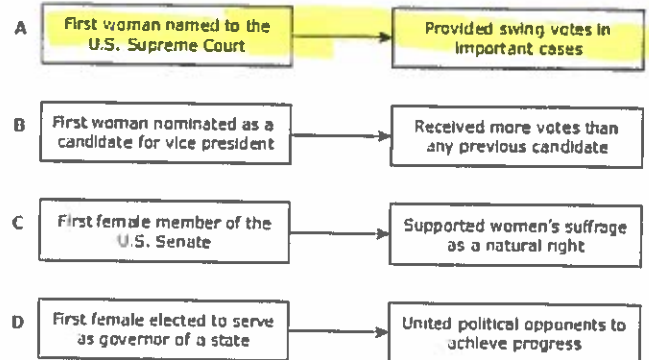 A
First woman named to the
U.S. Supreme Court
Provided swing votes in
important cases
B
First woman nominated as a
candidate for vice president
Received more votes than
any previous candidate
C
First female member of the
U.S. Senate
Supported women's suffrage
as a natural right
D
First female elected to serve
as governor of a state
United political opponents to
achieve progress